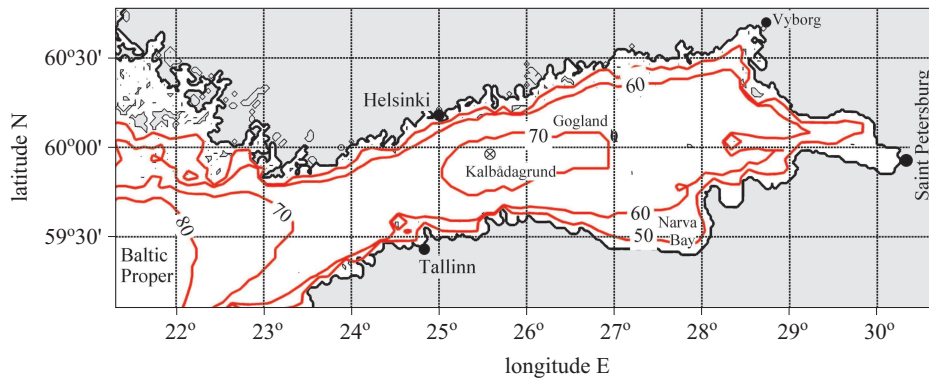 Vyborg
60°30'
60
Helsinki
Gogland
70
60°00'
Kalbådagrund
latitude N
Saint Petersburg
70
80
60
59°30'
50
Narva
Bay
Baltic
Proper
Tallinn
22° 23° 24° 25° 26° 27° 28° 29° 30°
longitude E